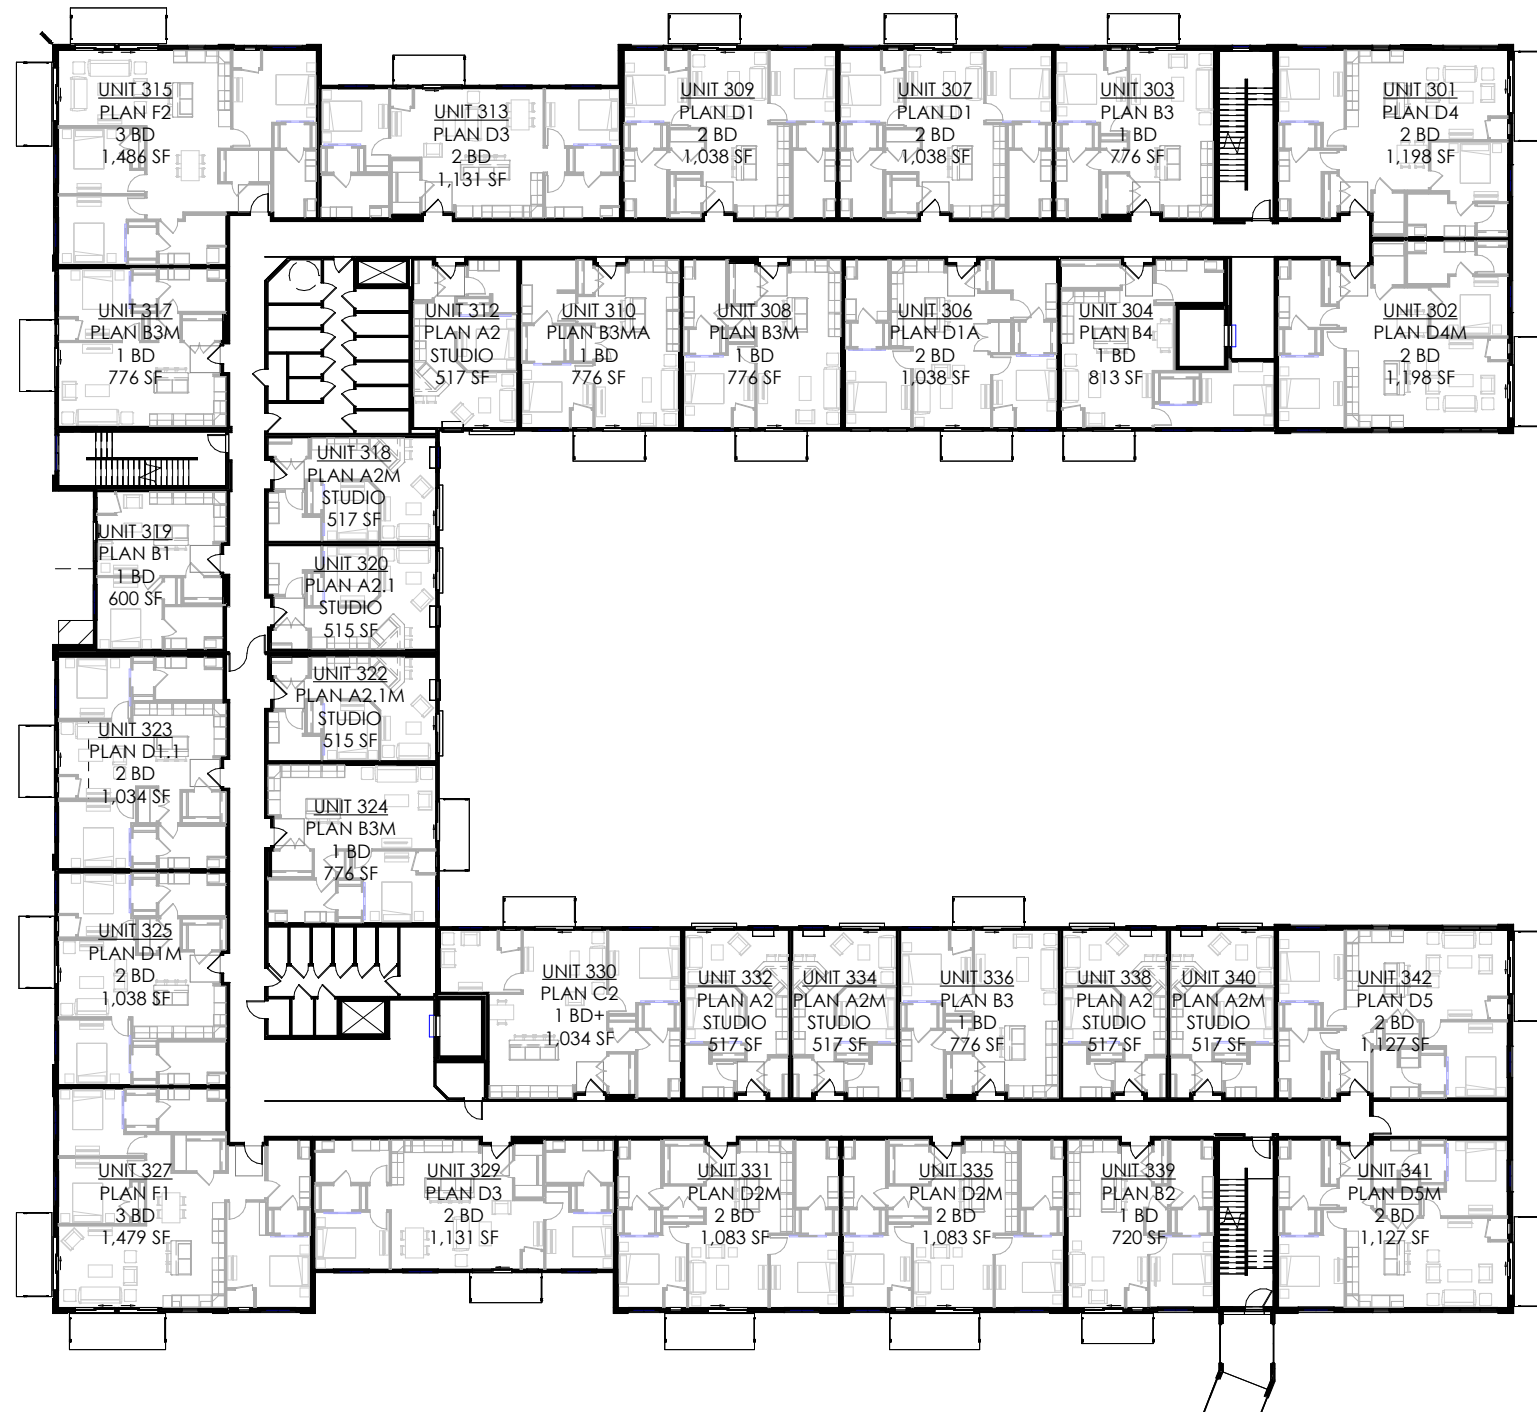 UNIT 315
PLAN F2
3 BD
1,486 SF
UNIT 313
PLAN D3
2 BD
1,131 SF
UNIT 309
PLAN D1
2 BD
1,038 SF
UNIT 307
PLAN D1
2 BD
1,038 SF
UNIT 303
PLAN B3
1 BD
776 SF
UNIT 301
PLAN D4
2 BD
1,198 SF
UNIT 317
PLAN B3M
1 BD
776 SF
UNIT 312
PLAN A2
STUDIO
517 SF
UNIT 310
PLAN B3MA
1 BD
776 SF
UNIT 308
PLAN B3M
1 BD
776 SF
UNIT 306
PLAN D1A
2 BD
1,038 SF
UNIT 304
PLAN B4
1 BD
813 SF
UNIT 302
PLAN D4M
2 BD
1,198 SF
UNIT 318
PLAN A2M
STUDIO
517 SF
UNIT 319
PLAN B1
1 BD
600 SF
UNIT 320
PLAN A2.1
STUDIO
515 SF
UNIT 322
PLAN A2.1M
STUDIO
515 SF
UNIT 323
PLAN D1.1
2 BD
1,034 SF
UNIT 324
PLAN B3M
1 BD
776 SF
UNIT 325
PLAN D1M
2 BD
1,038 SF
UNIT 330
PLAN C2
1 BD+
1,034 SF
UNIT 332
PLAN A2
STUDIO
517 SF
UNIT 334
PLAN A2M
STUDIO
517 SF
UNIT 336
PLAN B3
1 BD
776 SF
UNIT 338
PLAN A2
STUDIO
517 SF
UNIT 340
PLAN A2M
STUDIO
517 SF
UNIT 342
PLAN D5
2 BD
1,127 SF
UNIT 327
PLAN F1
3 BD
1,479 SF
UNIT 329
PLAN D3
2 BD
1,131 SF
UNIT 331
PLAN D2M
2 BD
1,083 SF
UNIT 335
PLAN D2M
2 BD
1,083 SF
UNIT 339
PLAN B2
1 BD
720 SF
UNIT 341
PLAN D5M
2 BD
1,127 SF